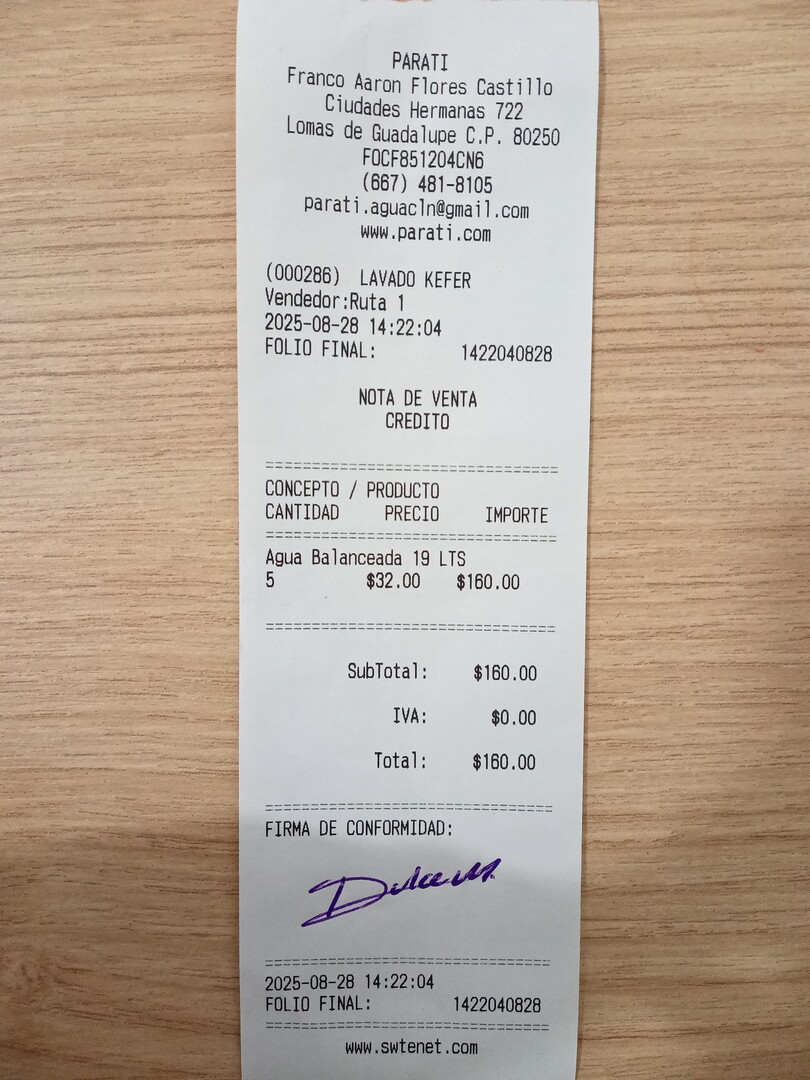 PARATI
Franco Aaron Flores Castillo
Ciudades Hermanas 722
Lomas de Guadalupe C.P. 80250
FOCF851204CN6
(667) 481-8105
parati.aguacln@gmail.com
www.parati.com
(000286) LAVADO KEFER
Vendedor:Ruta 1
2025-08-28 14:22:04
FOLIO FINAL: 1422040828
NOTA DE VENTA
CREDITO
================================
CONCEPTO / PRODUCTO
CANTIDAD PRECIO IMPORTE
================================
Agua Balanceada 19 LTS
5 $32.00 $160.00
================================
SubTotal: $160.00
IVA: $0.00
Total: $160.00
================================
FIRMA DE CONFORMIDAD:
Dulce M.
================================
2025-08-28 14:22:04
FOLIO FINAL: 1422040828
================================
www.swtenet.com